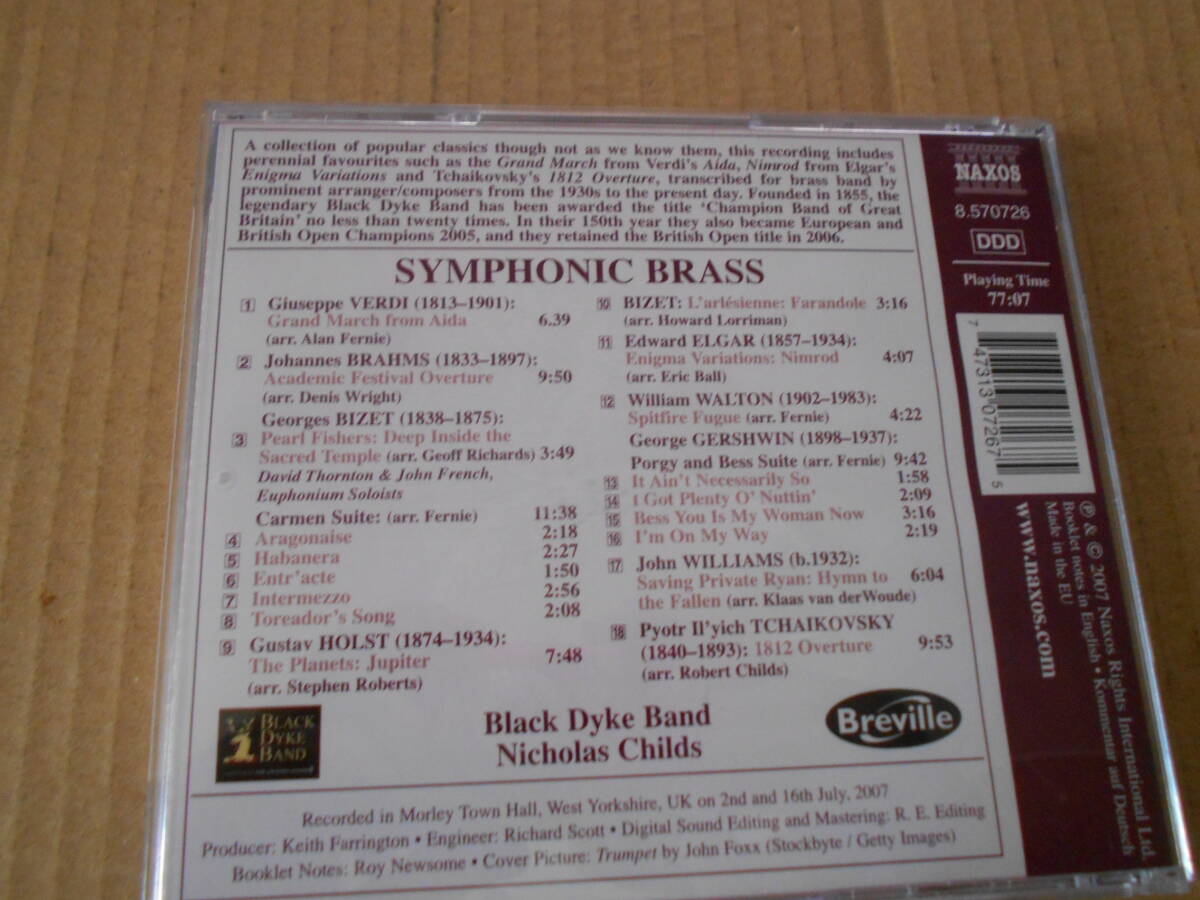 A collection of popular classics though not as we know them, this recording includes
perennial favourites such as the Grand March from Verdi's Aida, Nimrod from Elgar's
Enigma Variations and Tchaikovsky's 1812 Overture, transcribed for brass band by
prominent arranger/composers from the 1930s to the present day. Founded in 1855, the
legendary Black Dyke Band has been awarded the title 'Champion Band of Great
Britain' no less than twenty times. In their 150th year they also became European and
British Open Champions 2005, and they retained the British Open title in 2006.
SYMPHONIC BRASS
1 Giuseppe VERDI (1813–1901):
Grand March from Aida 6.39
(arr. Alan Fernie)
2 Johannes BRAHMS (1833–1897):
Academic Festival Overture 9:50
(arr. Denis Wright)
Georges BIZET (1838–1875):
3 Pearl Fishers: Deep Inside the
Sacred Temple (arr. Geoff Richards) 3:49
David Thornton & John French,
Euphonium Soloists
Carmen Suite: (arr. Fernie) 11:38
4 Aragonaise 2:18
5 Habanera 2:27
6 Entr'acte 1:50
7 Intermezzo 2:56
8 Toreador's Song 2:08
9 Gustav HOLST (1874–1934):
The Planets: Jupiter 7:48
(arr. Stephen Roberts)
10 BIZET: L'arlésienne: Farandole 3:16
(arr. Howard Lorriman)
11 Edward ELGAR (1857–1934):
Enigma Variations: Nimrod 4:07
(arr. Eric Ball)
12 William WALTON (1902–1983):
Spitfire Fugue (arr. Fernie) 4:22
George GERSHWIN (1898–1937):
Porgy and Bess Suite (arr. Fernie) 9:42
13 It Ain't Necessarily So 1:58
14 I Got Plenty O' Nuttin' 2:09
15 Bess You Is My Woman Now 3:16
16 I'm On My Way 2:19
17 John WILLIAMS (b.1932):
Saving Private Ryan: Hymn to 6:04
the Fallen (arr. Klaas van derWoude)
18 Pyotr Il'yich TCHAIKOVSKY
(1840–1893): 1812 Overture 9:53
(arr. Robert Childs)
BLACK
DYKE
BAND
Black Dyke Band
Nicholas Childs
Breville
Recorded in Morley Town Hall, West Yorkshire, UK on 2nd and 16th July, 2007
Producer: Keith Farrington • Engineer: Richard Scott • Digital Sound Editing and Mastering: R. E. Editing
Booklet Notes: Roy Newsome • Cover Picture: Trumpet by John Foxx (Stockbyte / Getty Images)
NAXOS
8.570726
DDD
Playing Time
77:07
7 47313 07267 5
℗ & © 2007 Naxos Rights International Ltd.
Booklet notes in English • Kommentar auf Deutsch
Made in the EU
www.naxos.com